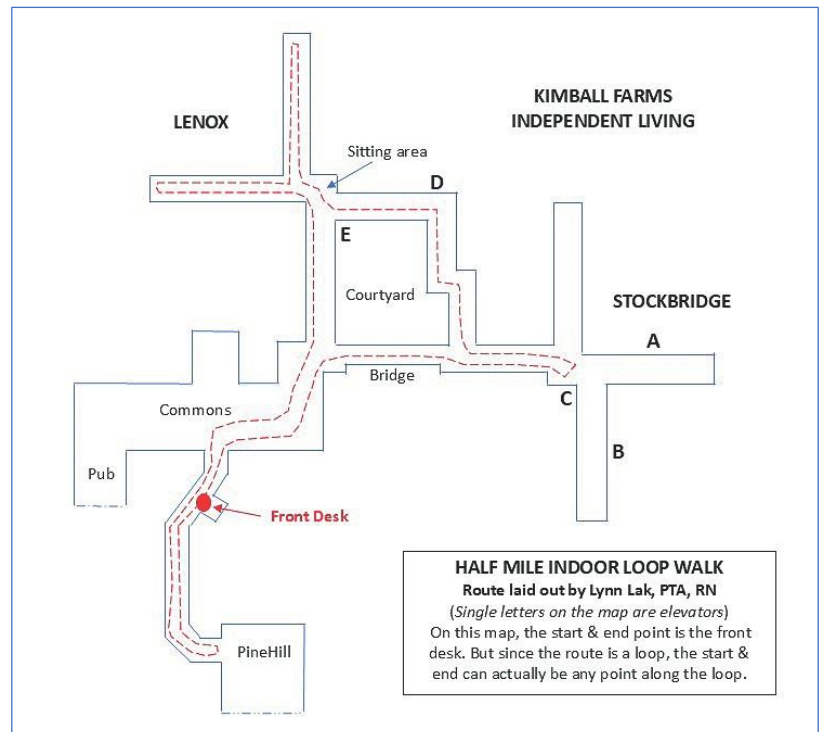 KIMBALL FARMS
INDEPENDENT LIVING
LENOX
Sitting area
D
E
Courtyard
STOCKBRIDGE
A
Bridge
C
Commons
B
Pub
Front Desk
PineHill
HALF MILE INDOOR LOOP WALK
Route laid out by Lynn Lak, PTA, RN
(Single letters on the map are elevators)
On this map, the start & end point is the front
desk. But since the route is a loop, the start &
end can actually be any point along the loop.